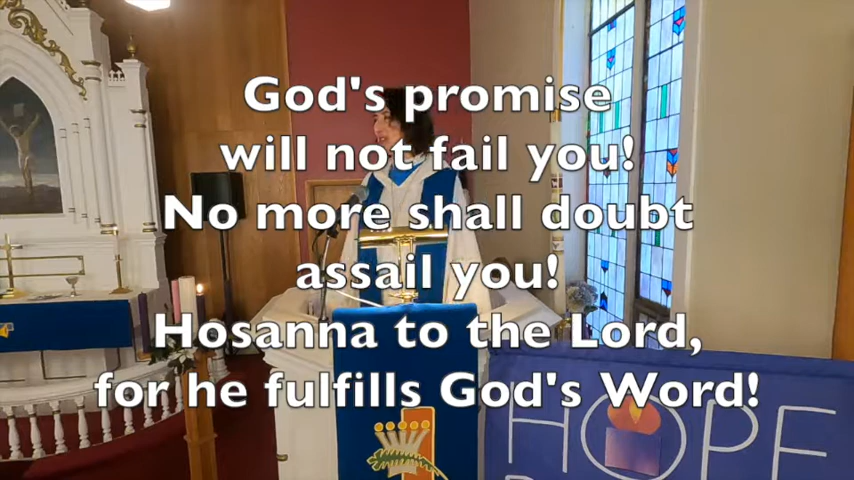 God's promise
will not fail you!
No more shall doubt
assail you!
Hosanna to the Lord,
for he fulfills God's Word!
HOPE